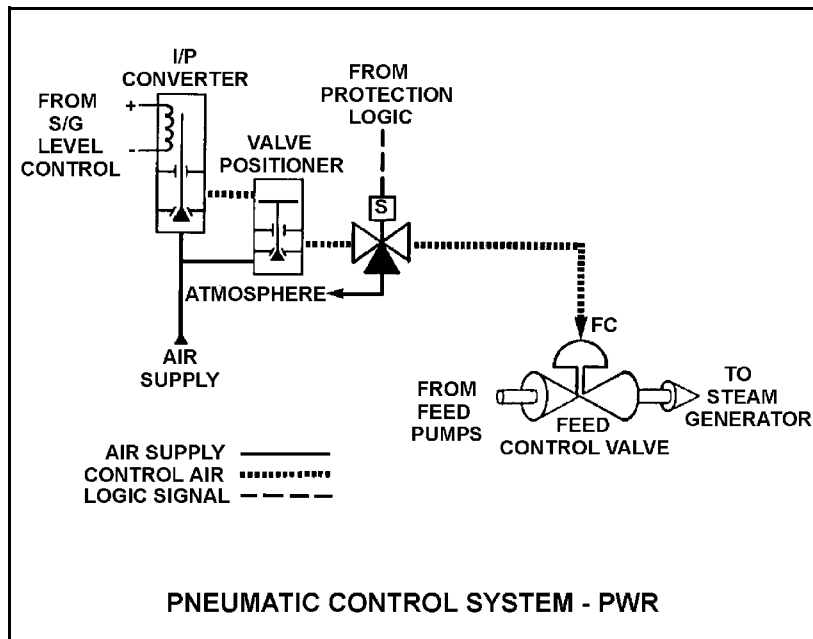 I/P
CONVERTER
FROM
S/G
LEVEL
CONTROL
+
-
VALVE
POSITIONER
FROM
PROTECTION
LOGIC
S
ATMOSPHERE
AIR
SUPPLY
FC
FROM
FEED
PUMPS
FEED
CONTROL VALVE
TO
STEAM
GENERATOR
AIR SUPPLY
CONTROL AIR
LOGIC SIGNAL
PNEUMATIC CONTROL SYSTEM - PWR